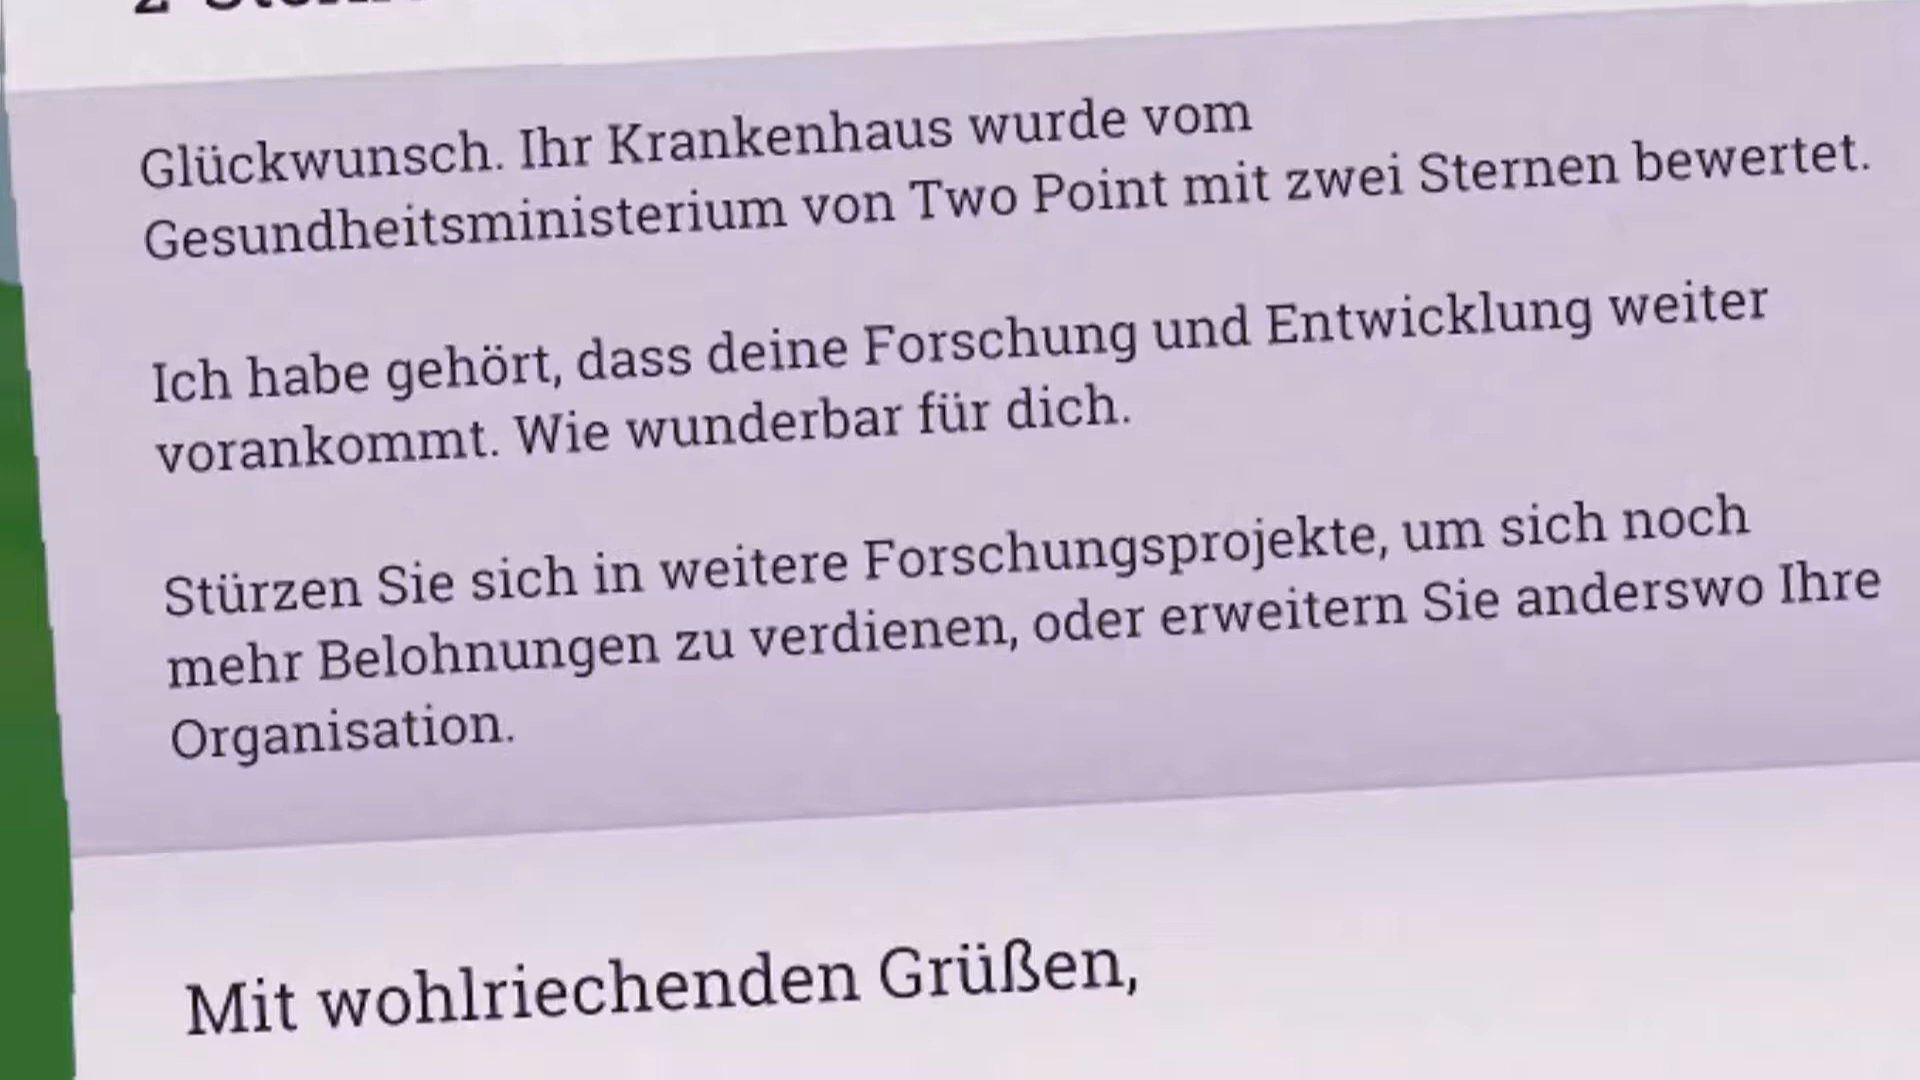 Glückwunsch. Ihr Krankenhaus wurde vom
Gesundheitsministerium von Two Point mit zwei Sternen bewertet.
Ich habe gehört, dass deine Forschung und Entwicklung weiter
vorankommt. Wie wunderbar für dich.
Stürzen Sie sich in weitere Forschungsprojekte, um sich noch
mehr Belohnungen zu verdienen, oder erweitern Sie anderswo Ihre
Organisation.
Mit wohlriechenden Grüßen,